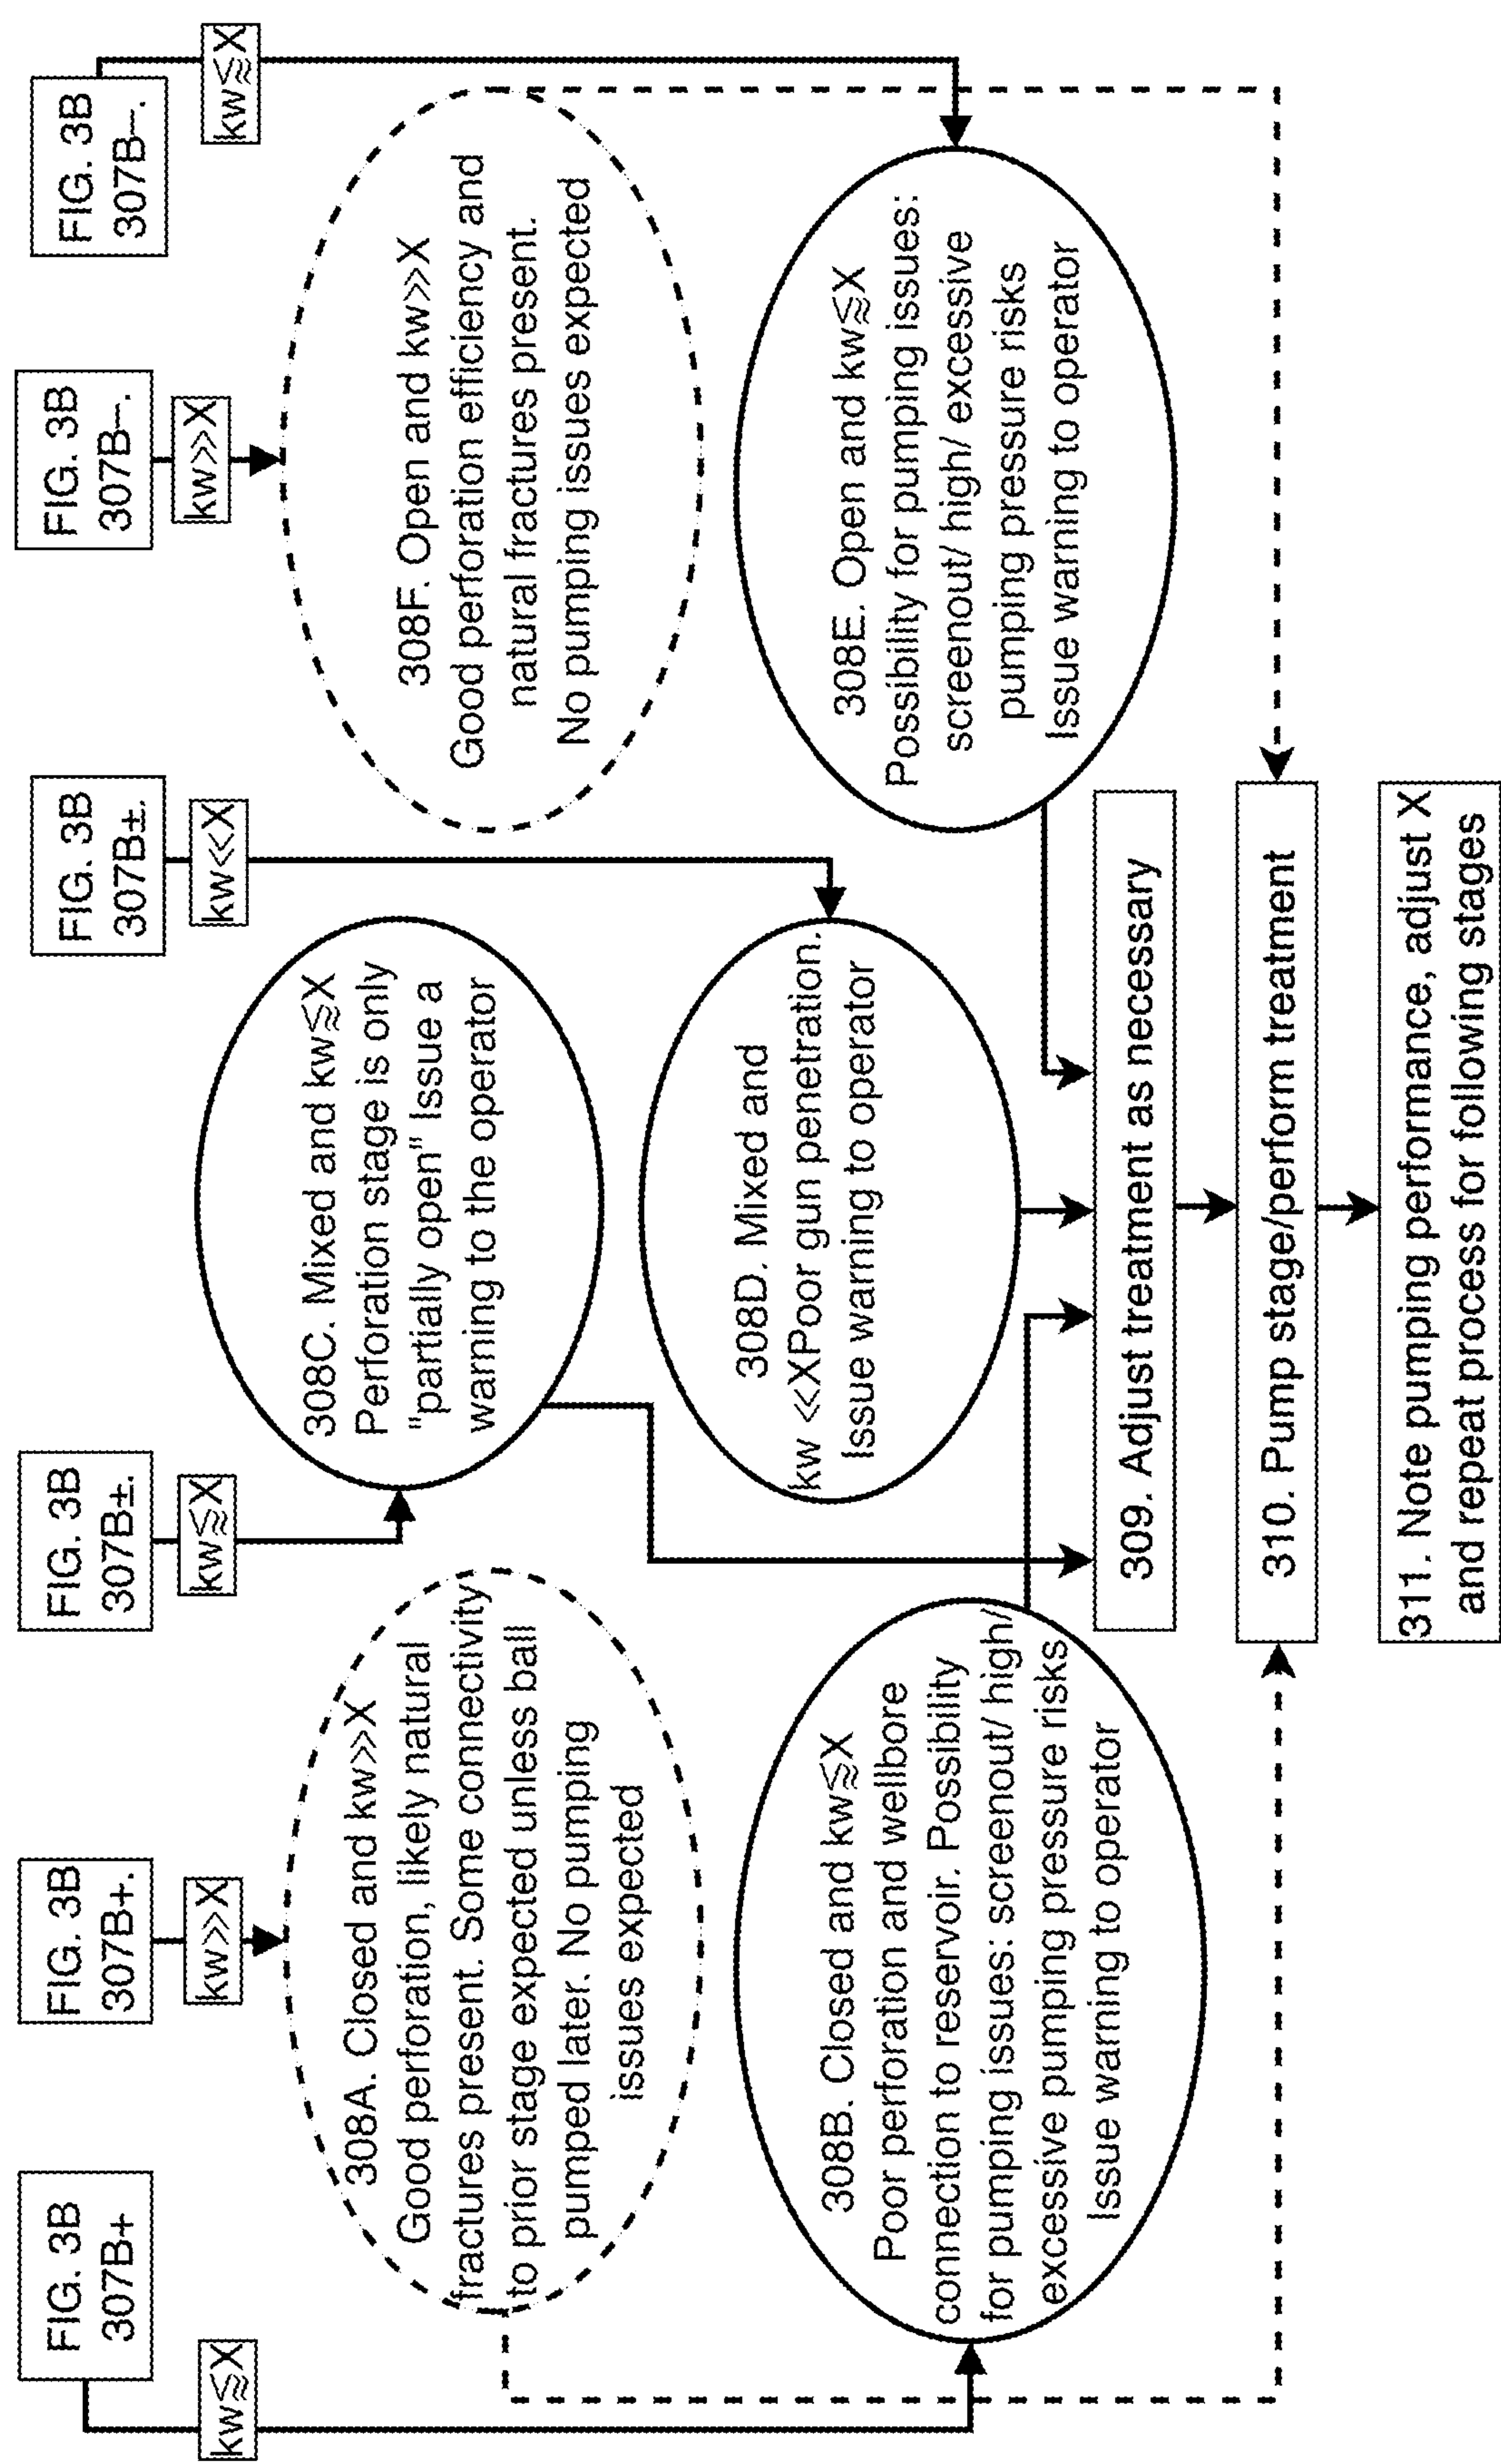 FIG. 3B
307B+
kw≨X
FIG. 3B
307B+.
kw>>X
FIG. 3B
307B±.
kw≨X
FIG. 3B
307B±.
kw<<X
FIG. 3B
307B–.
kw>>X
FIG. 3B
307B–.
kw≨X
308A. Closed and kw>>X
Good perforation, likely natural
fractures present. Some connectivity
to prior stage expected unless ball
pumped later. No pumping
issues expected
308B. Closed and kw≨X
Poor perforation and wellbore
connection to reservoir. Possibility
for pumping issues: screenout/ high/
excessive pumping pressure risks
Issue warning to operator
308C. Mixed and kw≨X
Perforation stage is only
"partially open" Issue a
warning to the operator
308D. Mixed and
kw <<XPoor gun penetration.
Issue warning to operator
308F. Open and kw>>X
Good perforation efficiency and
natural fractures present.
No pumping issues expected
308E. Open and kw≨X
Possibility for pumping issues:
screenout/ high/ excessive
pumping pressure risks
Issue warning to operator
309. Adjust treatment as necessary
310. Pump stage/perform treatment
311. Note pumping performance, adjust X
and repeat process for following stages